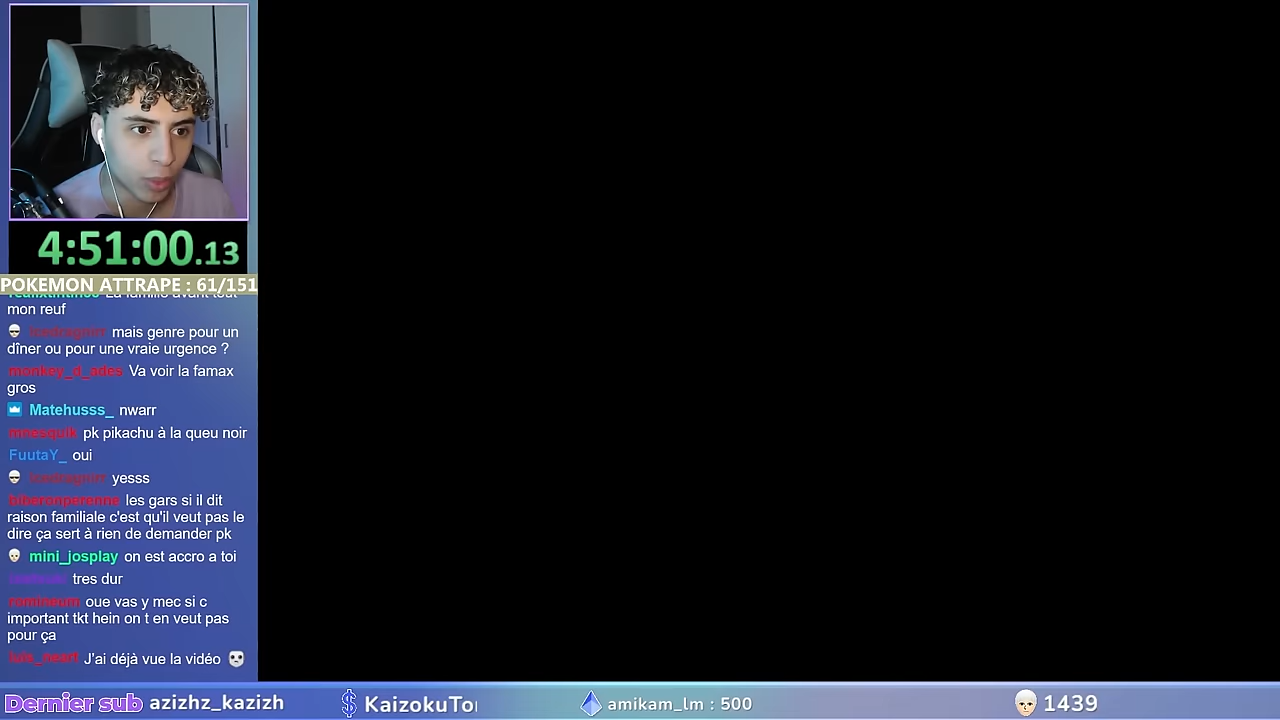 4:51:00.13
POKEMON ATTRAPE : 61/151
mon reuf
mais genre pour un
dîner ou pour une vraie urgence ?
monkey_d_ades Va voir la famax
gros
Matehusss_ nwarr
mnesquik pk pikachu à la queu noir
FuutaY_ oui
yesss
les gars si il dit
raison familiale c'est qu'il veut pas le
dire ça sert à rien de demander pk
mini_josplay on est accro a toi
tres dur
oue vas y mec si c
important tkt hein on t en veut pas
pour ça
J'ai déjà vue la vidéo
Dernier sub azizhz_kazizh
KaizokuTo
amikam_lm : 500
1439